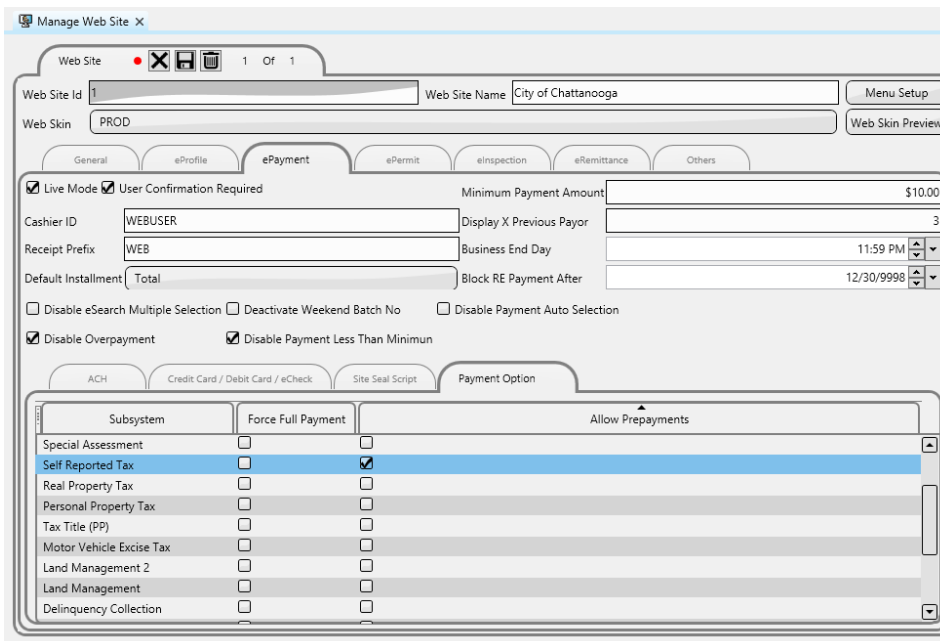 Manage Web Site
Web Site 1 Of 1
Web Site Id 1 Web Site Name City of Chattanooga Menu Setup
Web Skin PROD Web Skin Preview
General eProfile ePayment ePermit eInspection eRemittance Others
Live Mode User Confirmation Required Minimum Payment Amount $10.00
Cashier ID WEBUSER Display X Previous Payor 3
Receipt Prefix WEB Business End Day 11:59 PM
Default Installment Total Block RE Payment After 12/30/9998
Disable eSearch Multiple Selection Deactivate Weekend Batch No Disable Payment Auto Selection
Disable Overpayment Disable Payment Less Than Minimun
ACH Credit Card / Debit Card / eCheck Site Seal Script Payment Option
Subsystem Force Full Payment Allow Prepayments
Special Assessment
Self Reported Tax
Real Property Tax
Personal Property Tax
Tax Title (PP)
Motor Vehicle Excise Tax
Land Management 2
Land Management
Delinquency Collection